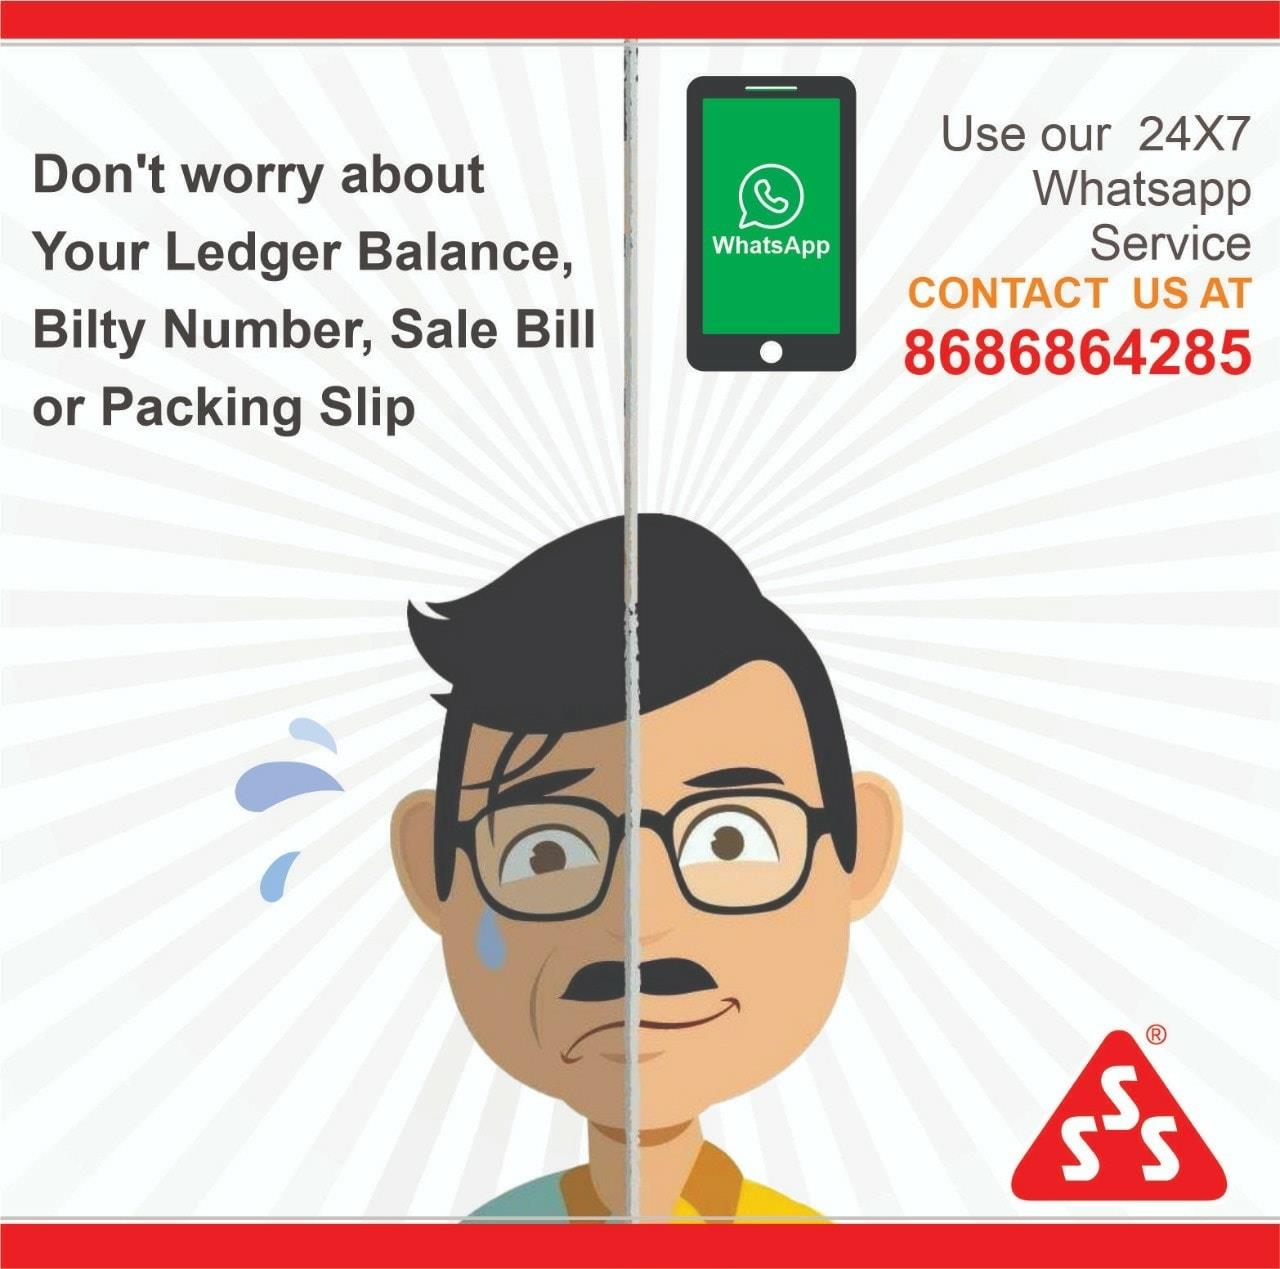 Don't worry about
Your Ledger Balance,
Bilty Number, Sale Bill
or Packing Slip
WhatsApp
Use our 24X7
Whatsapp
Service
CONTACT US AT
8686864285
®
S
S S